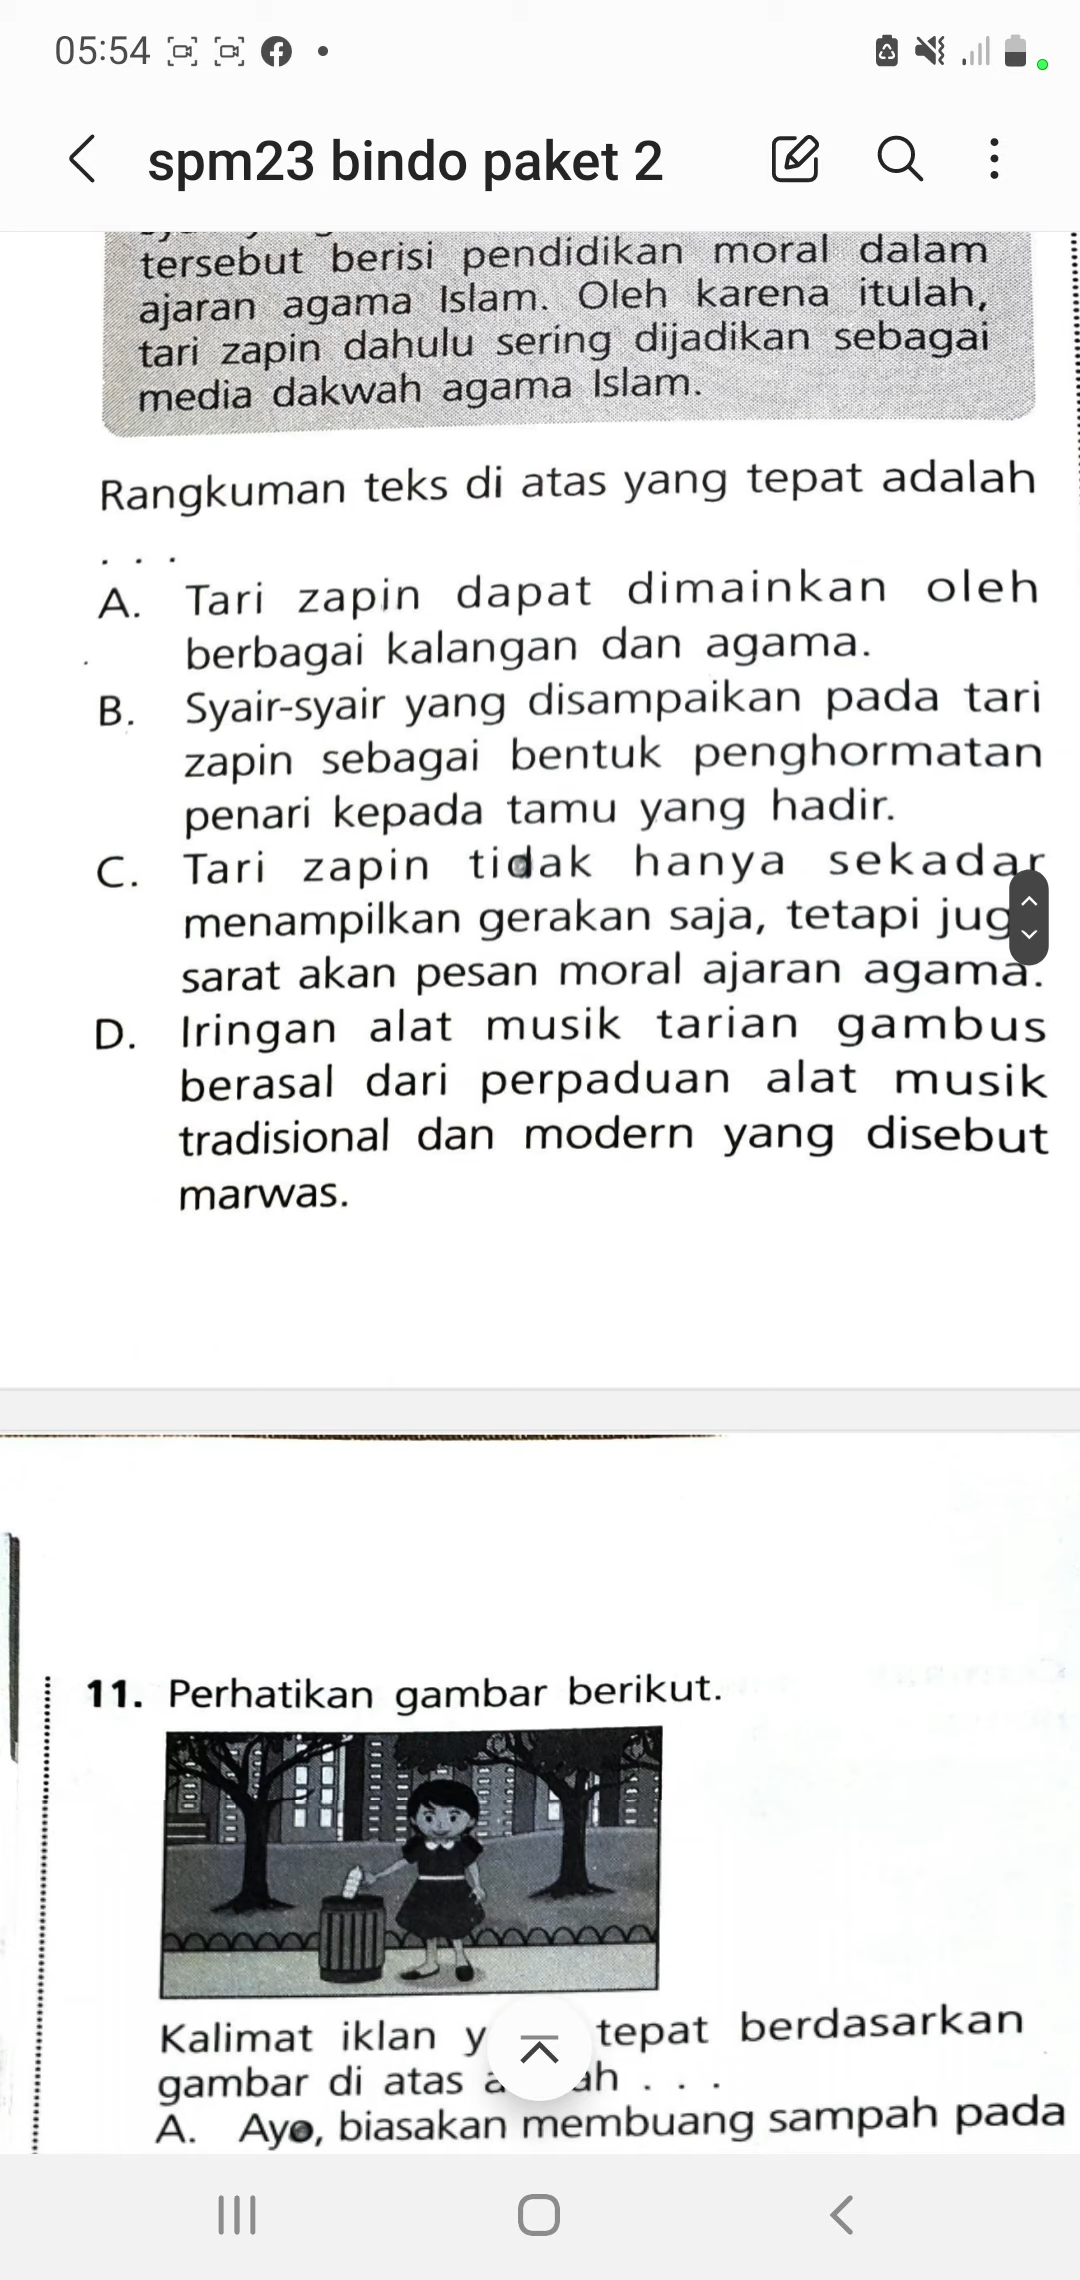 05:54
spm23 bindo paket 2
tersebut berisi pendidikan moral dalam
ajaran agama Islam. Oleh karena itulah,
tari zapin dahulu sering dijadikan sebagai
media dakwah agama Islam.
Rangkuman teks di atas yang tepat adalah
. . .
A. Tari zapin dapat dimainkan oleh
berbagai kalangan dan agama.
B. Syair-syair yang disampaikan pada tari
zapin sebagai bentuk penghormatan
penari kepada tamu yang hadir.
C. Tari zapin tidak hanya sekadar
menampilkan gerakan saja, tetapi jug
sarat akan pesan moral ajaran agama.
D. Iringan alat musik tarian gambus
berasal dari perpaduan alat musik
tradisional dan modern yang disebut
marwas.
11. Perhatikan gambar berikut.
Kalimat iklan y tepat berdasarkan
gambar di atas a ah . . .
A. Ayo, biasakan membuang sampah pada